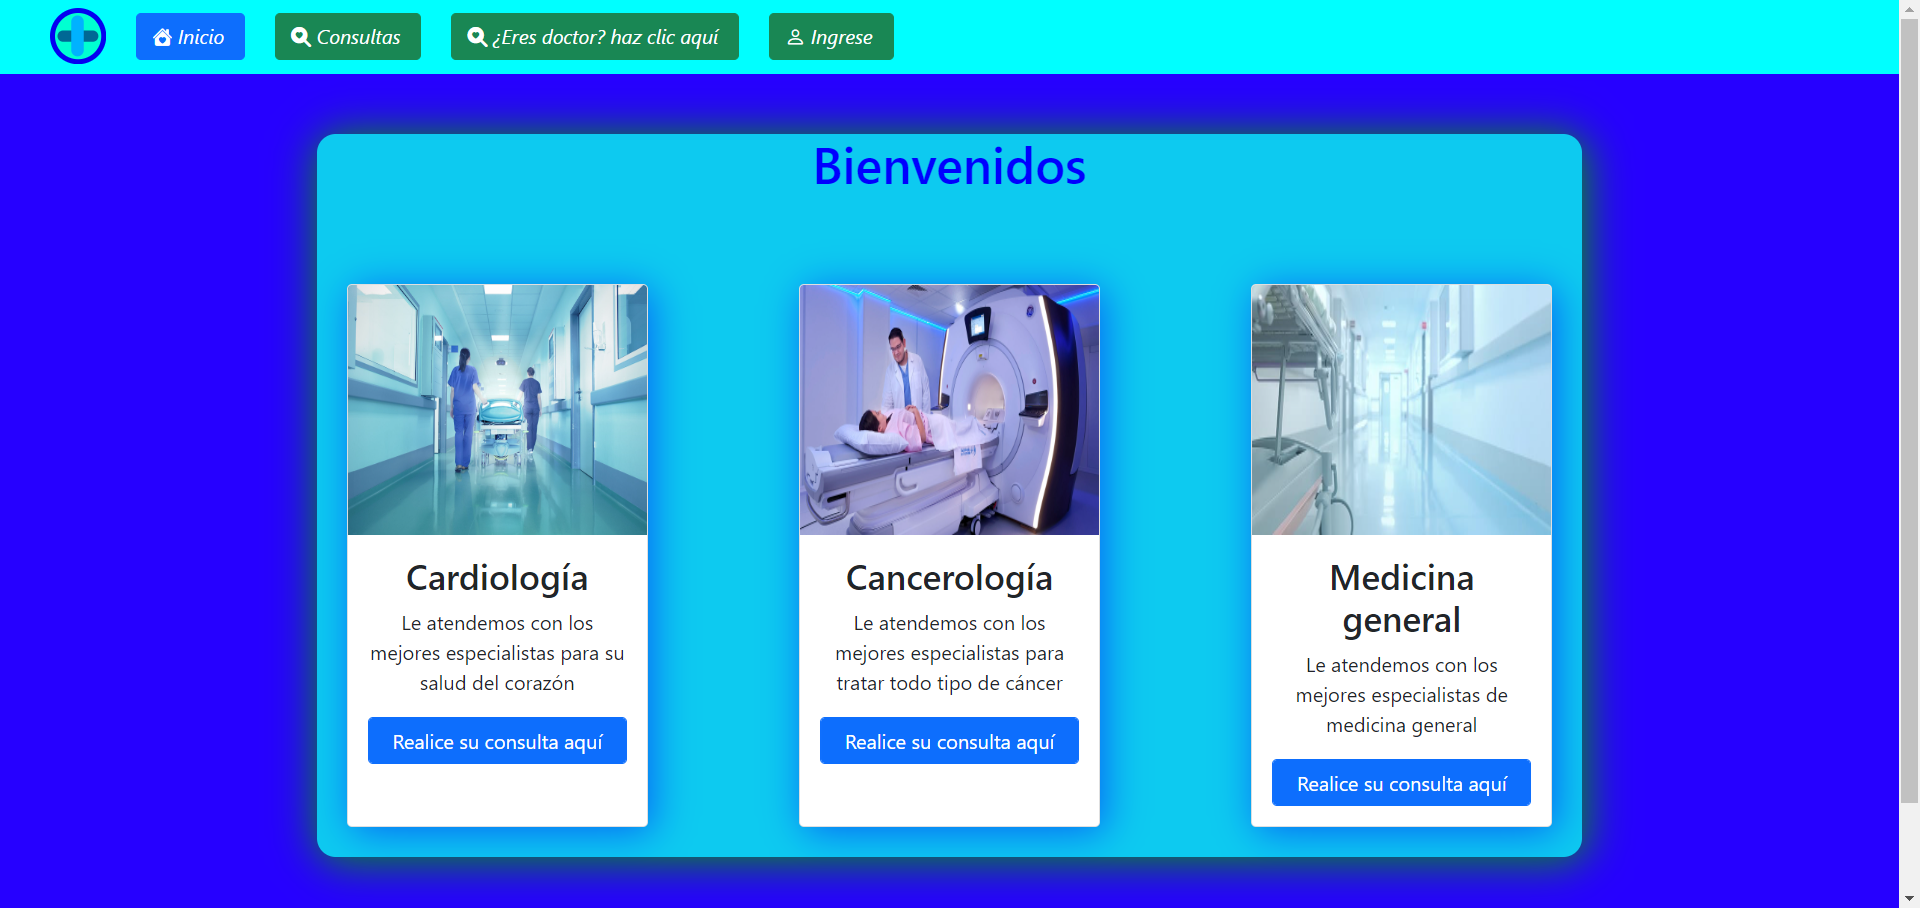 Inicio
Consultas
¿Eres doctor? haz clic aquí
Ingrese
Bienvenidos
Cardiología
Le atendemos con los
mejores especialistas para su
salud del corazón
Realice su consulta aquí
Cancerología
Le atendemos con los
mejores especialistas para
tratar todo tipo de cáncer
Realice su consulta aquí
Medicina
general
Le atendemos con los
mejores especialistas de
medicina general
Realice su consulta aquí